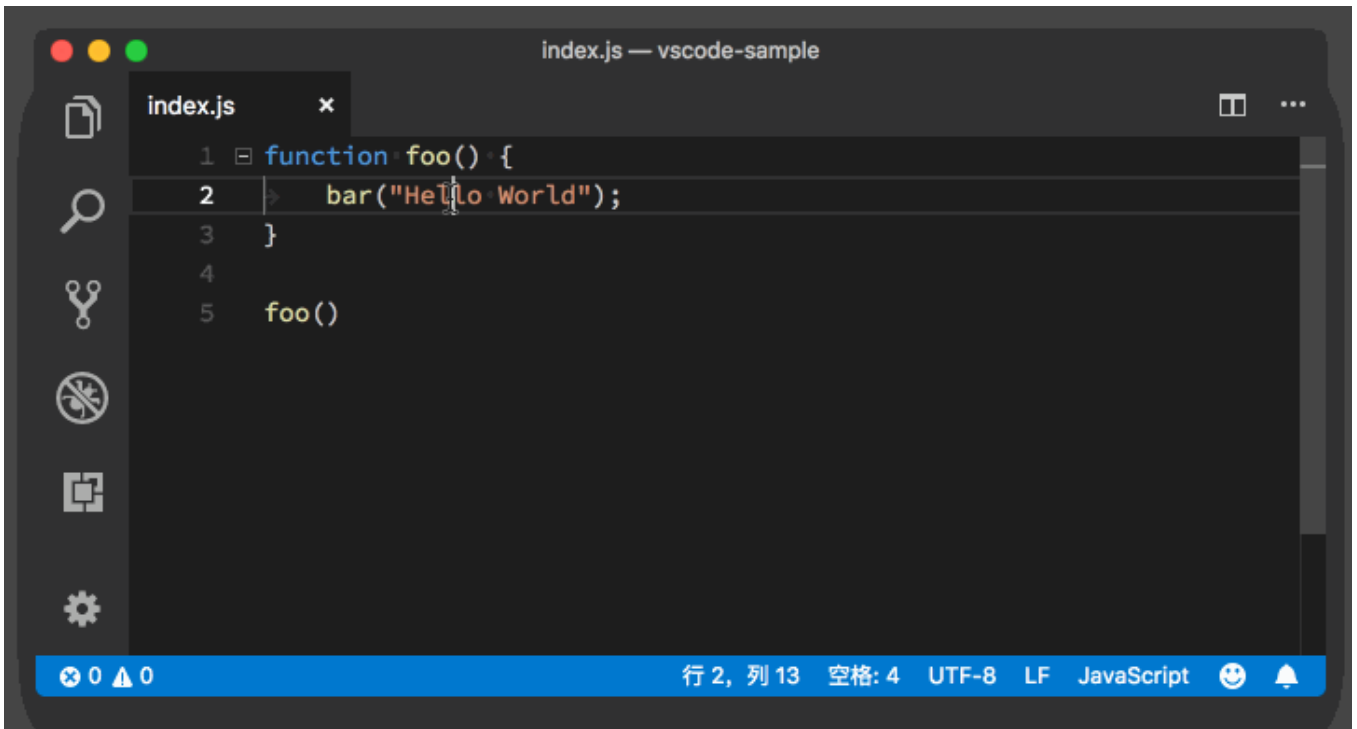 index.js — vscode-sample
index.js ×
1 function foo() {
2 bar("Hello World");
3 }
4
5 foo()
0 0 行 2，列 13 空格: 4 UTF-8 LF JavaScript